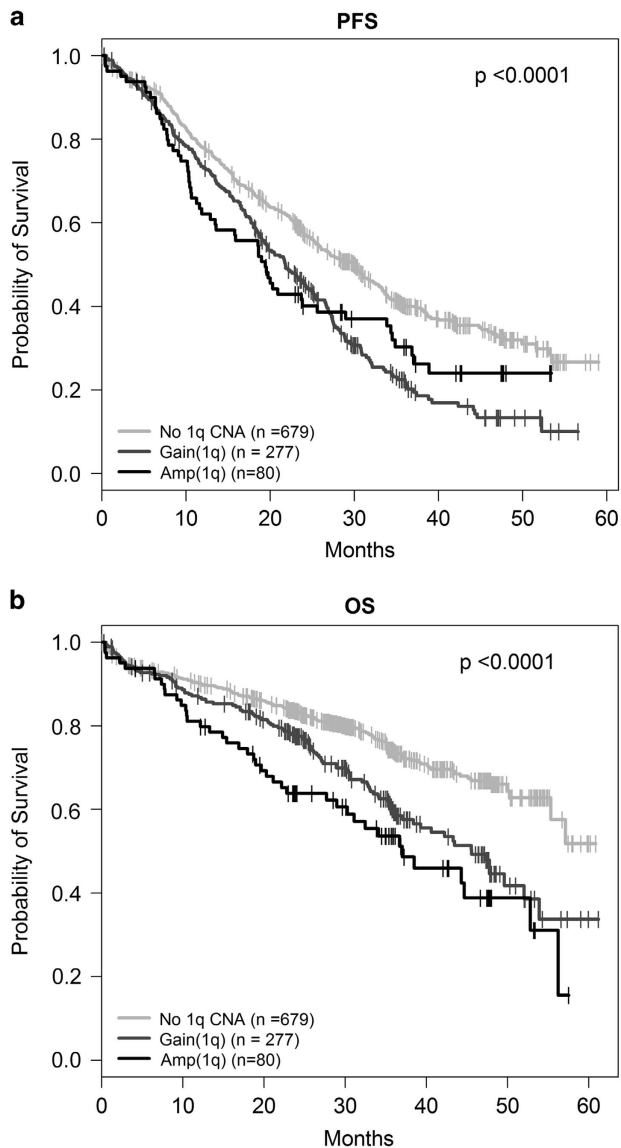 a
PFS
p <0.0001
Probability of Survival
1.0
0.8
0.6
0.4
0.2
0.0
No 1q CNA (n =679)
Gain(1q) (n = 277)
Amp(1q) (n=80)
0 10 20 30 40 50 60
Months
b
OS
p <0.0001
Probability of Survival
1.0
0.8
0.6
0.4
0.2
0.0
No 1q CNA (n =679)
Gain(1q) (n = 277)
Amp(1q) (n=80)
0 10 20 30 40 50 60
Months